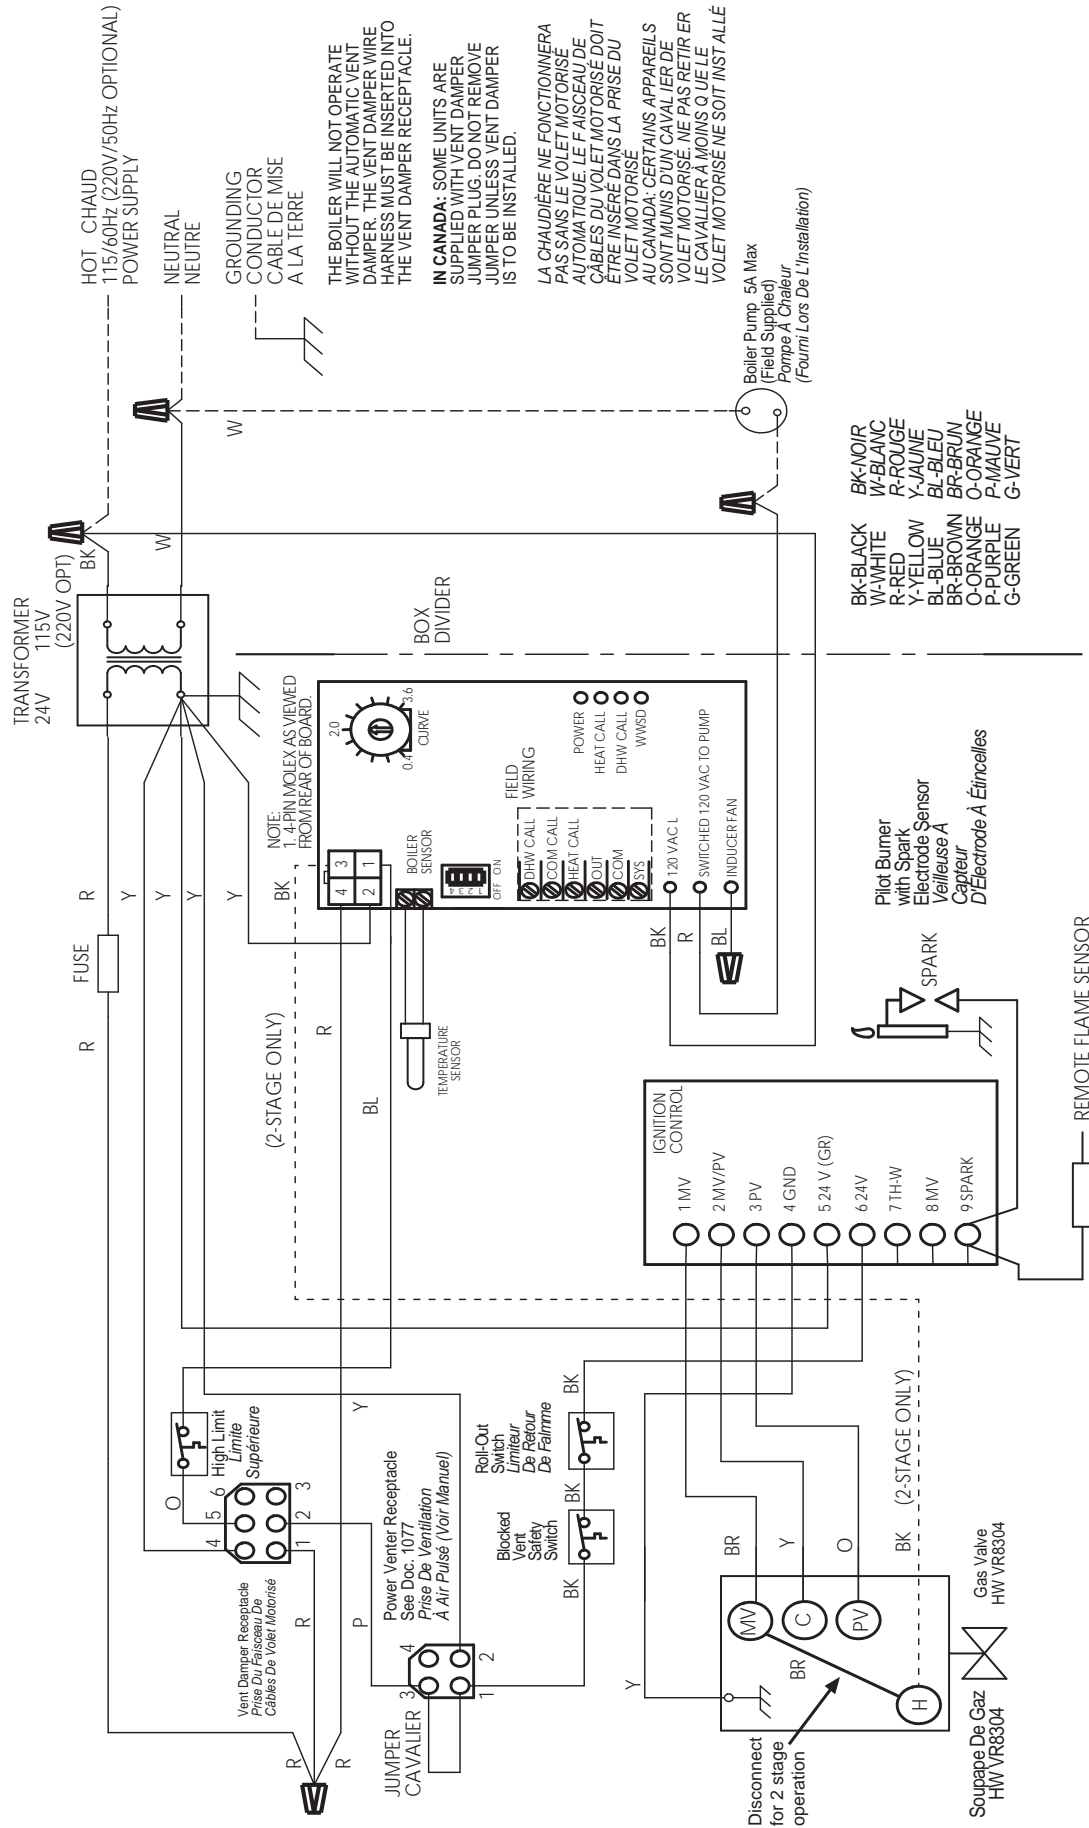 TRANSFORMER
24V
115V
(220V OPT)
BK
W
W
HOT CHAUD
115/60Hz (220V/50Hz OPTIONAL)
POWER SUPPLY
NEUTRAL
NEUTRE
GROUNDING
CONDUCTOR
CABLE DE MISE
A LA TERRE
THE BOILER WILL NOT OPERATE
WITHOUT THE AUTOMATIC VENT
DAMPER. THE VENT DAMPER WIRE
HARNESS MUST BE INSERTED INTO
THE VENT DAMPER RECEPTACLE.
IN CANADA: SOME UNITS ARE
SUPPLIED WITH VENT DAMPER
JUMPER PLUG. DO NOT REMOVE
JUMPER UNLESS VENT DAMPER
IS TO BE INSTALLED.
LA CHAUDIÈRE NE FONCTIONNERA
PAS SANS LE VOLET MOTORISÉ
AUTOMATIQUE. LE F AISCEAU DE
CÂBLES DU VOLET MOTORISÉ DOIT
ÊTRE INSÉRÉ DANS LA PRISE DU
VOLET MOTORISÉ
AU CANADA: CERTAINS APPAREILS
SONT MUNIS D'UN CAVAL IER DE
VOLET MOTORISÉ. NE PAS RETIR ER
LE CAVALLIER À MOINS Q UE LE
VOLET MOTORISÉ NE SOIT INST ALLÉ
Boiler Pump 5A Max
(Field Supplied)
Pompe À Chaleur
(Fourni Lors De L'Installation)
BK-BLACK
W-WHITE
R-RED
Y-YELLOW
BL-BLUE
BR-BROWN
O-ORANGE
P-PURPLE
G-GREEN
BK-NOIR
W-BLANC
R-ROUGE
Y-JAUNE
BL-BLEU
BR-BRUN
O-ORANGE
P-MAUVE
G-VERT
BOX
DIVIDER
R
FUSE
R
Y
Y
Y
Y
BK
NOTE:
1. 4-PIN MOLEX AS VIEWED
FROM REAR OF BOARD.
2.0
0.4
3.6
CURVE
4 3
2 1
BOILER
SENSOR
OFF ON
1 2 3 4
FIELD
WIRING
DHW CALL
COM CALL
HEAT CALL
OUT
COM
SYS
POWER
HEAT CALL
DHW CALL
WWSD
120 VAC L
SWITCHED 120 VAC TO PUMP
INDUCER FAN
BK
R
BL
(2-STAGE ONLY)
R
BL
TEMPERATURE
SENSOR
IGNITION
CONTROL
1 MV
2 MV/PV
3 PV
4 GND
5 24 V (GR)
6 24V
7 TH-W
8 MV
9 SPARK
Pilot Burner
with Spark
Electrode Sensor
Veilleuse À
Capteur
D'Électrode À Étincelles
SPARK
REMOTE FLAME SENSOR
High Limit
Limite
Supérieure
O
4 5 6
1 2 3
Vent Damper Receptacle
Prise Du Faisceau De
Câbles De Volet Motorisé
R
P
Y
R
R
Power Venter Receptacle
See Doc. 1077
Prise De Ventilation
À Air Pulsé (Voir Manuel)
3 4
1 2
JUMPER
CAVALIER
Roll-Out
Switch
Limiteur
De Retour
De Falmme
Blocked
Vent
Safety
Switch
BK
BK
BK
Y
BR
Y
O
BK
(2-STAGE ONLY)
MV
C
PV
H
BR
Disconnect
for 2 stage
operation
Gas Valve
HW VR8304
Soupape De Gaz
HW VR8304